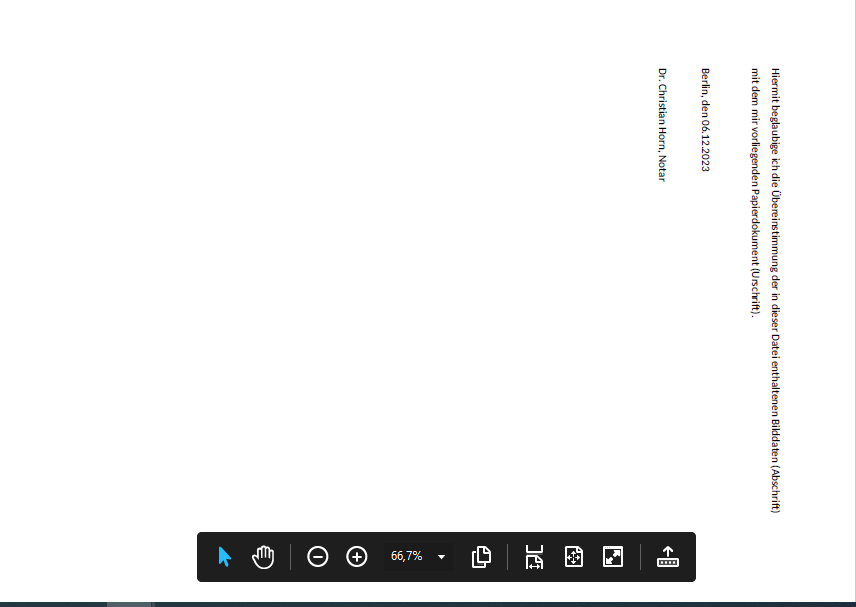 Hiermit beglaubige ich die Übereinstimmung der in dieser Datei enthaltenen Bilddaten (Abschrift)
mit dem mir vorliegenden Papierdokument (Urschrift).
Berlin, den 06.12.2023
Dr. Christian Horn, Notar
66,7%